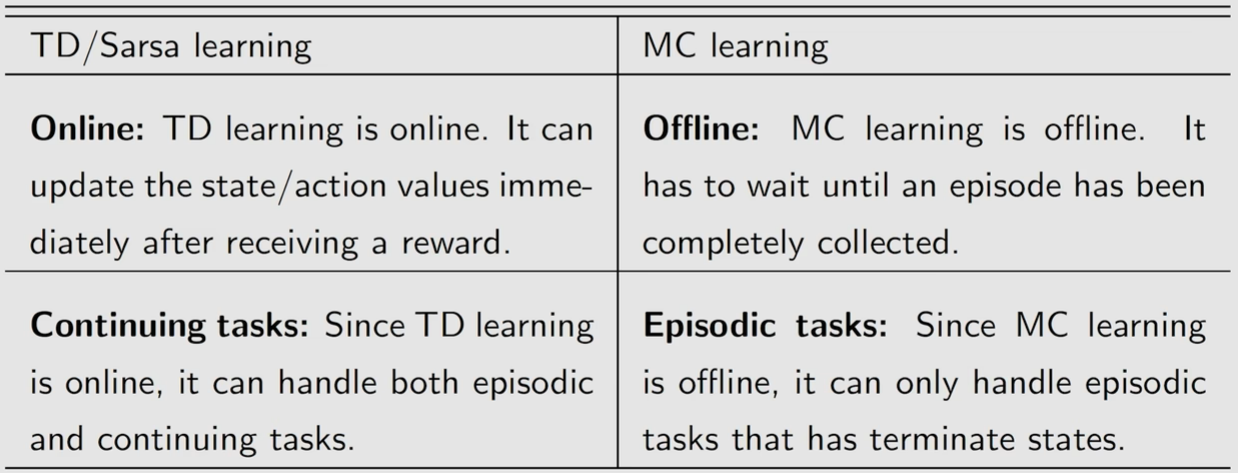 TD/Sarsa learning
MC learning
Online: TD learning is online. It can
update the state/action values imme-
diately after receiving a reward.
Offline: MC learning is offline. It
has to wait until an episode has been
completely collected.
Continuing tasks: Since TD learning
is online, it can handle both episodic
and continuing tasks.
Episodic tasks: Since MC learning
is offline, it can only handle episodic
tasks that has terminate states.